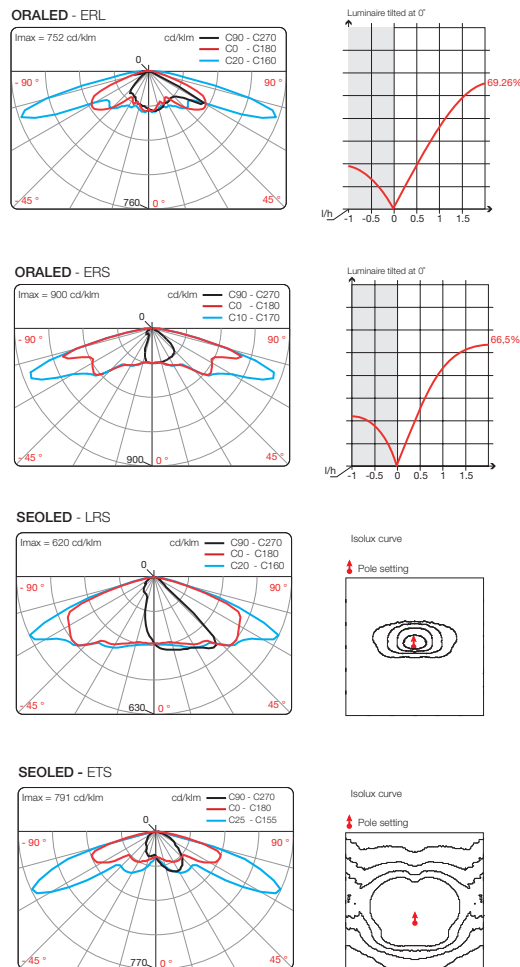 ORALED - ERL
Imax = 752 cd/klm cd/klm C90 - C270
C0 - C180
C20 - C160
0
- 90 ° 90 °
- 45 ° 45 °
760 0 °
Luminaire tilted at 0°
69.26%
l/h
-1 -0.5 0 0.5 1 1.5
ORALED - ERS
Imax = 900 cd/klm cd/klm C90 - C270
C0 - C180
C10 - C170
0
- 90 ° 90 °
- 45 ° 45 °
900 0 °
Luminaire tilted at 0°
66,5%
l/h
-1 -0.5 0 0.5 1 1.5
SEOLED - LRS
Imax = 620 cd/klm cd/klm C90 - C270
C0 - C180
C20 - C160
0
- 90 ° 90 °
- 45 ° 45 °
630 0 °
Isolux curve
Pole setting
SEOLED - ETS
Imax = 791 cd/klm cd/klm C90 - C270
C0 - C180
C25 - C155
0
- 90 ° 90 °
- 45 ° 45 °
770 0 °
Isolux curve
Pole setting